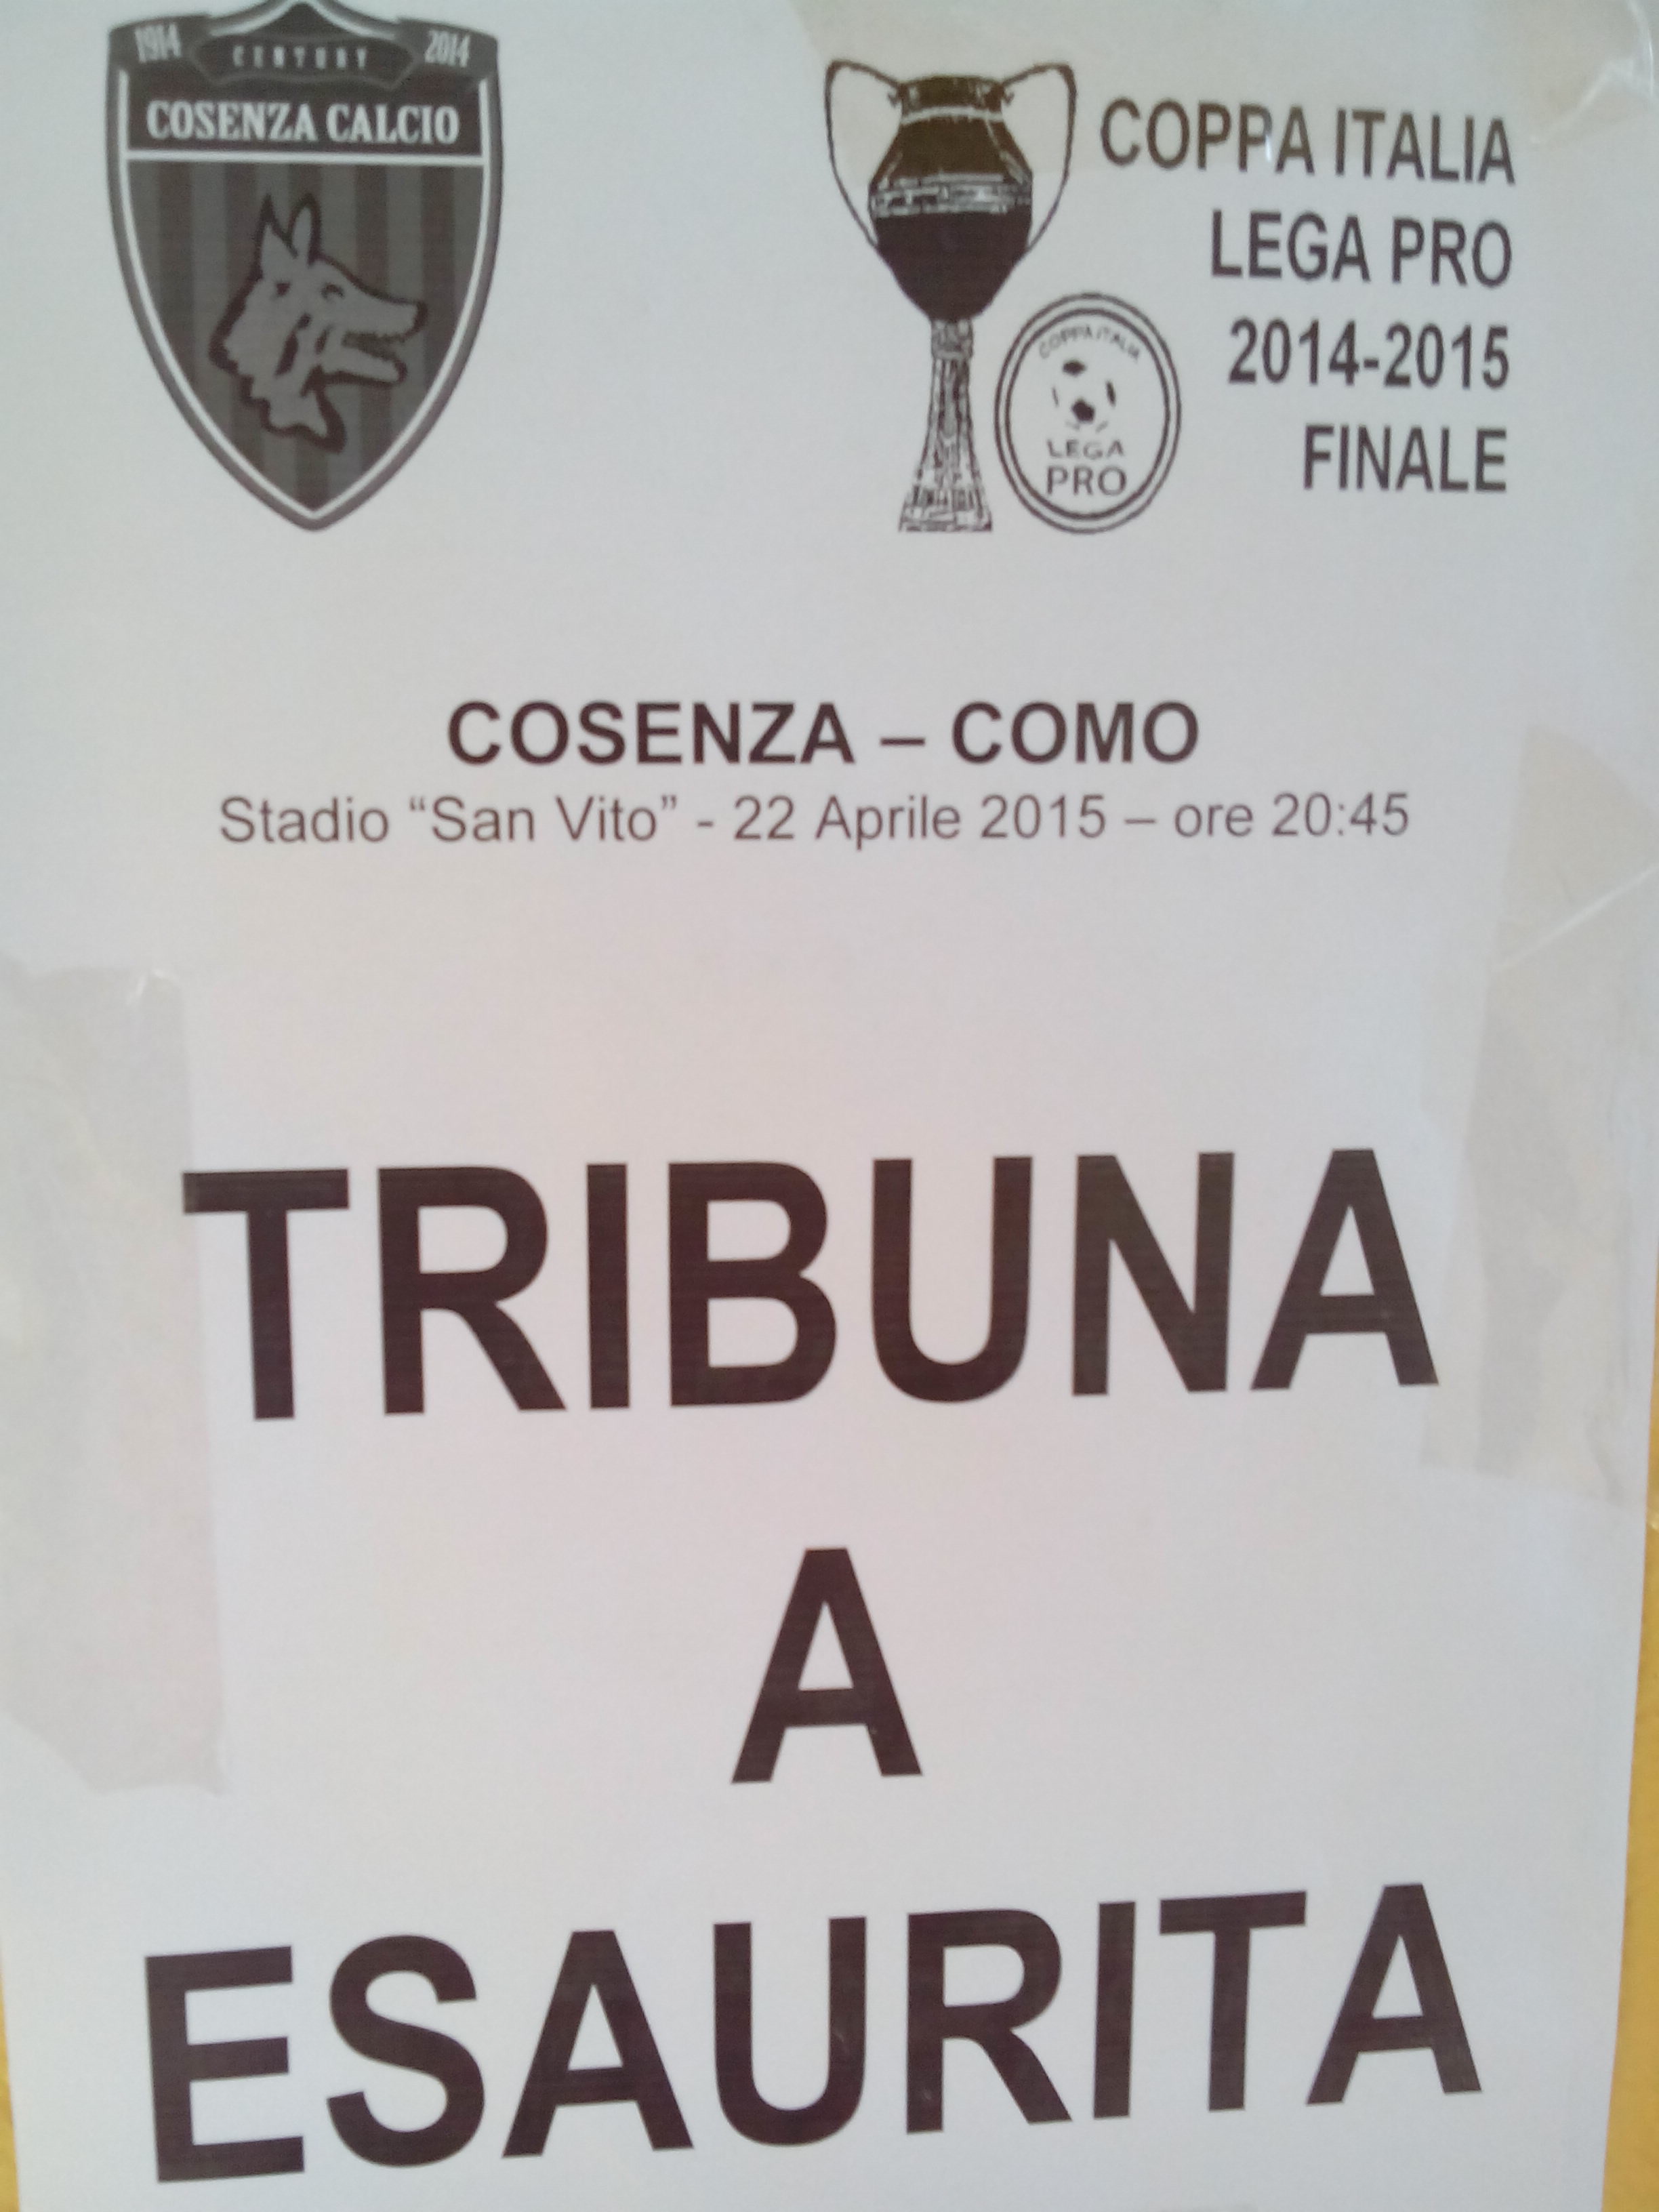 1914 CENTURY 2014
COSENZA CALCIO
COPPA ITALIA
LEGA PRO
2014-2015
FINALE
COPPA ITALIA
LEGA
PRO
COSENZA – COMO
Stadio “San Vito” - 22 Aprile 2015 – ore 20:45
TRIBUNA
A
ESAURITA